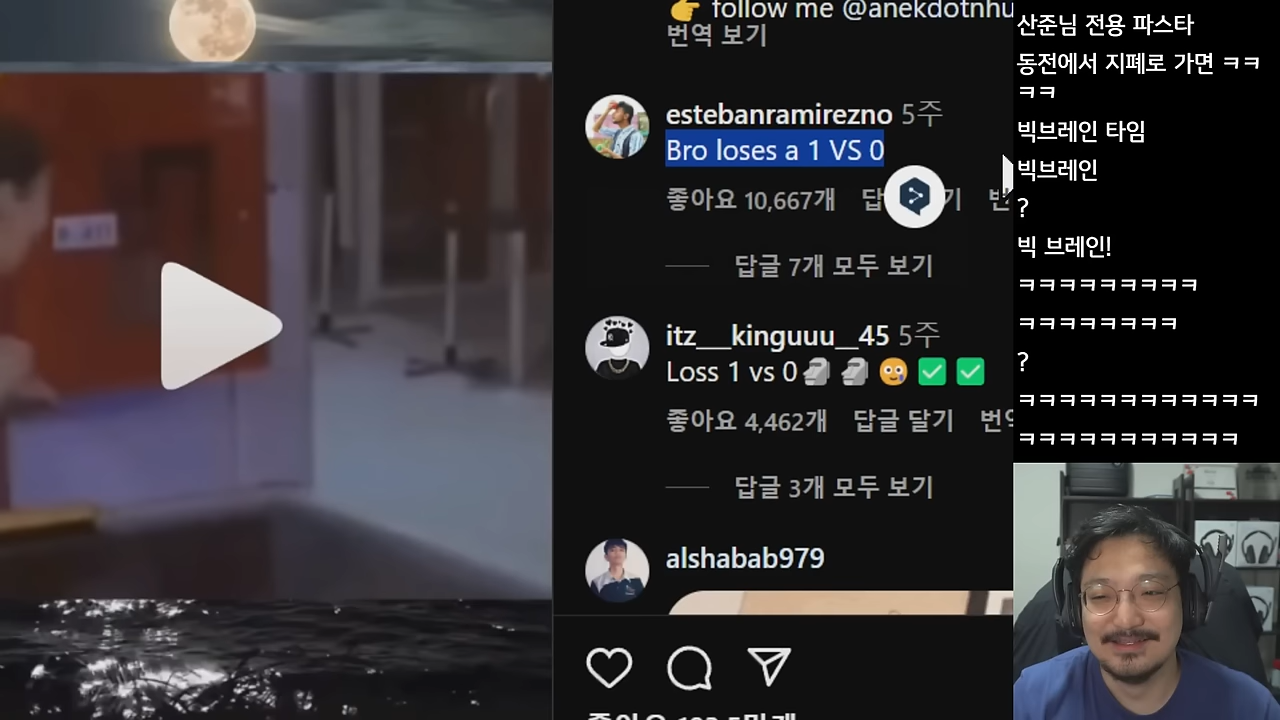 👉 follow me @anekdotnhu
번역 보기
estebanramirezno 5주
Bro loses a 1 VS 0
좋아요 10,667개
답글 7개 모두 보기
itz___kinguuu__45 5주
Loss 1 vs 0🗿 🗿 🥲 ✅ ✅
좋아요 4,462개 답글 달기
답글 3개 모두 보기
alshabab979
산준님 전용 파스타
동전에서 지폐로 가면 ㅋㅋ
ㅋㅋ
빅브레인 타임
빅브레인
?
빅 브레인!
ㅋㅋㅋㅋㅋㅋㅋㅋㅋ
ㅋㅋㅋㅋㅋㅋㅋㅋ
?
ㅋㅋㅋㅋㅋㅋㅋㅋㅋㅋㅋㅋ
ㅋㅋㅋㅋㅋㅋㅋㅋㅋㅋㅋ